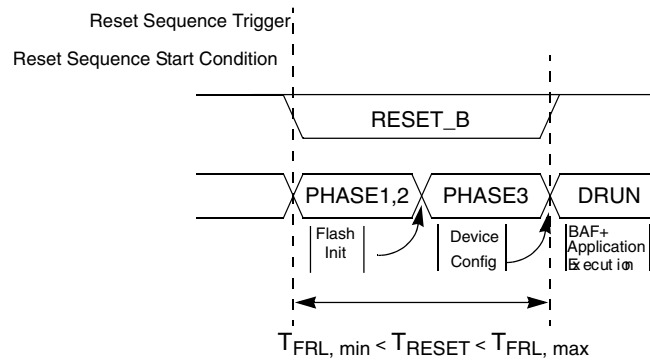 Reset Sequence Trigger
Reset Sequence Start Condition
RESET_B
PHASE1,2 PHASE3 DRUN
Flash Init
Device Config
BAF+
Application
Execution
TFRL, min < TRESET < TFRL, max